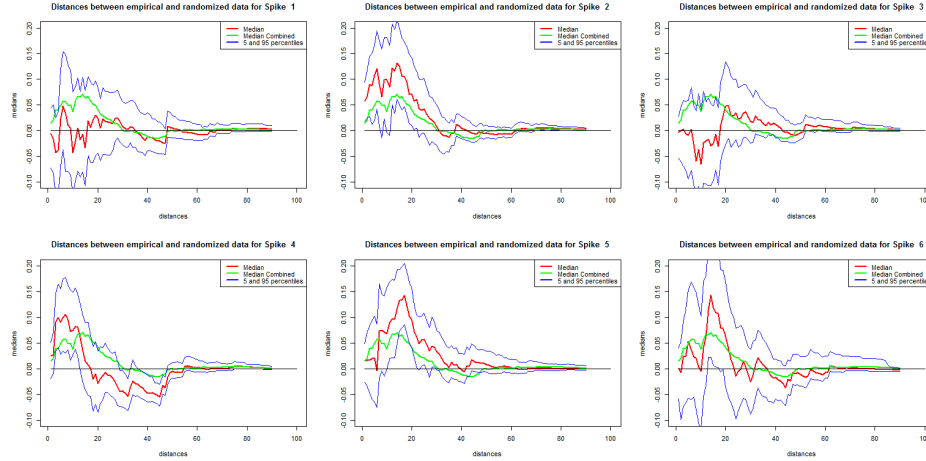 Distances between empirical and randomized data for Spike 1
Median
Median Combined
5 and 95 percentiles
medians
0.20
0.15
0.10
0.05
0.00
-0.05
-0.10
0 20 40 60 80 100
distances
Distances between empirical and randomized data for Spike 2
Median
Median Combined
5 and 95 percentiles
medians
0.20
0.15
0.10
0.05
0.00
-0.05
-0.10
0 20 40 60 80 100
distances
Distances between empirical and randomized data for Spike 3
Median
Median Combined
5 and 95 percentiles
medians
0.20
0.15
0.10
0.05
0.00
-0.05
-0.10
0 20 40 60 80 100
distances
Distances between empirical and randomized data for Spike 4
Median
Median Combined
5 and 95 percentiles
medians
0.20
0.15
0.10
0.05
0.00
-0.05
-0.10
0 20 40 60 80 100
distances
Distances between empirical and randomized data for Spike 5
Median
Median Combined
5 and 95 percentiles
medians
0.20
0.15
0.10
0.05
0.00
-0.05
-0.10
0 20 40 60 80 100
distances
Distances between empirical and randomized data for Spike 6
Median
Median Combined
5 and 95 percentiles
medians
0.20
0.15
0.10
0.05
0.00
-0.05
-0.10
0 20 40 60 80 100
distances